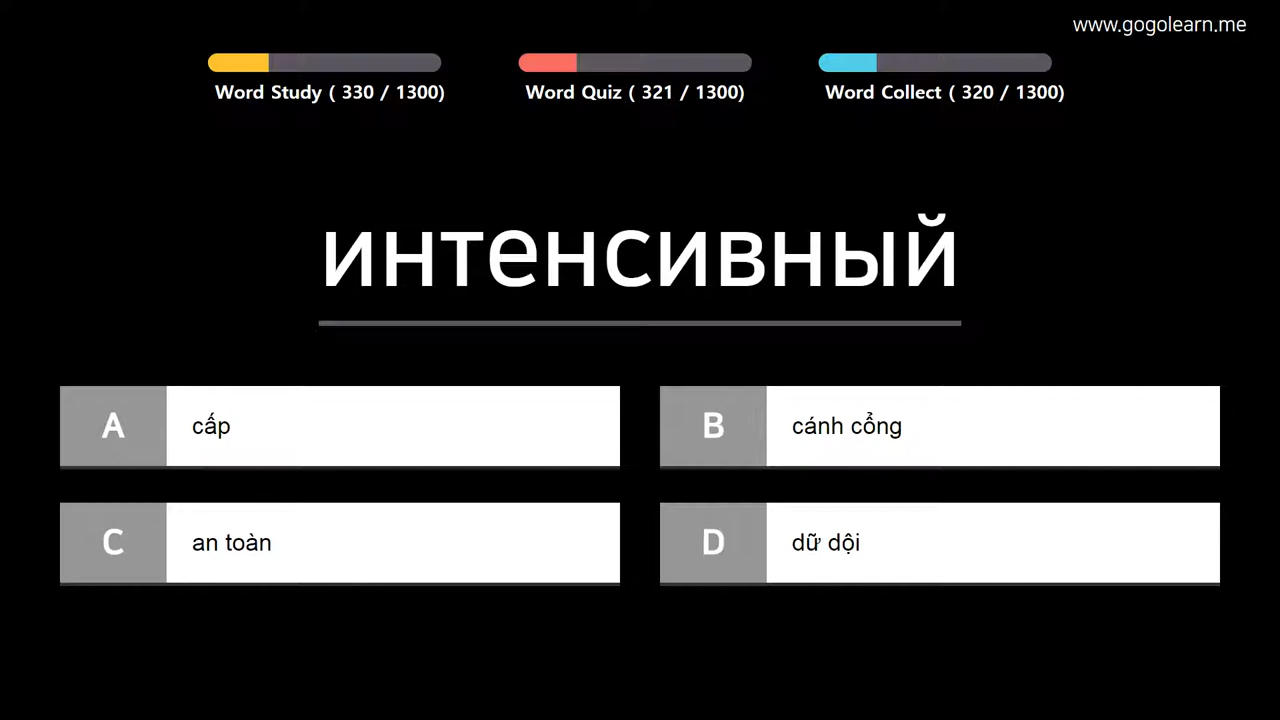 www.gogolearn.me
Word Study ( 330 / 1300)
Word Quiz ( 321 / 1300)
Word Collect ( 320 / 1300)
интенсивный
A cấp
B cánh cổng
C an toàn
D dữ dội